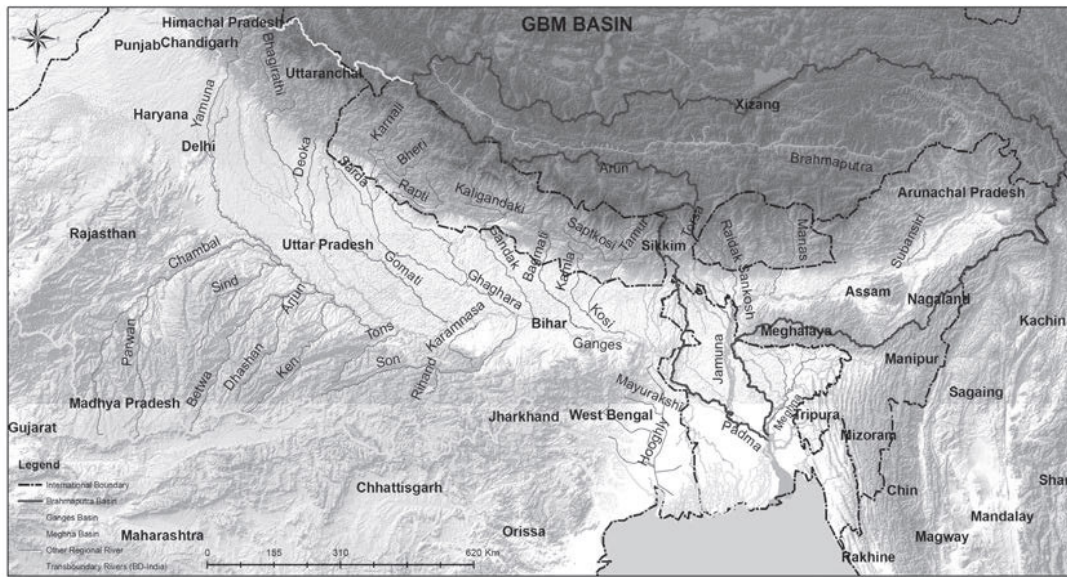 GBM BASIN
Himachal Pradesh
Punjab
Chandigarh
Bhagirathi
Uttaranchal
Xizang
Haryana
Yamuna
Delhi
Karnali
Bheri
Deoka
Sarda
Rapti
Kaligandaki
Arun
Brahmaputra
Arunachal Pradesh
Saptkosi
Tamur
Sikkim
Torsa
Raidak
Sankosh
Manas
Subansiri
Rajasthan
Chambal
Uttar Pradesh
Gomati
Ghaghara
Gandak
Bagmati
Kamla
Kosi
Assam
Nagaland
Sind
Arjun
Tons
Karamnasa
Bihar
Ganges
Meghalaya
Kachin
Parwan
Betwa
Dhashan
Ken
Son
Rihand
Jamuna
Manipur
Sagaing
Madhya Pradesh
Jharkhand
Mayurakshi
West Bengal
Hooghly
Padma
Meghna
Tripura
Mizoram
Gujarat
Chhattisgarh
Chin
Shan
Mandalay
Magway
Maharashtra
Orissa
Rakhine
Legend
International Boundary
Brahmaputra Basin
Ganges Basin
Meghna Basin
Other Regional River
Transboundary Rivers (BD-India)
0 155 310 620 Km